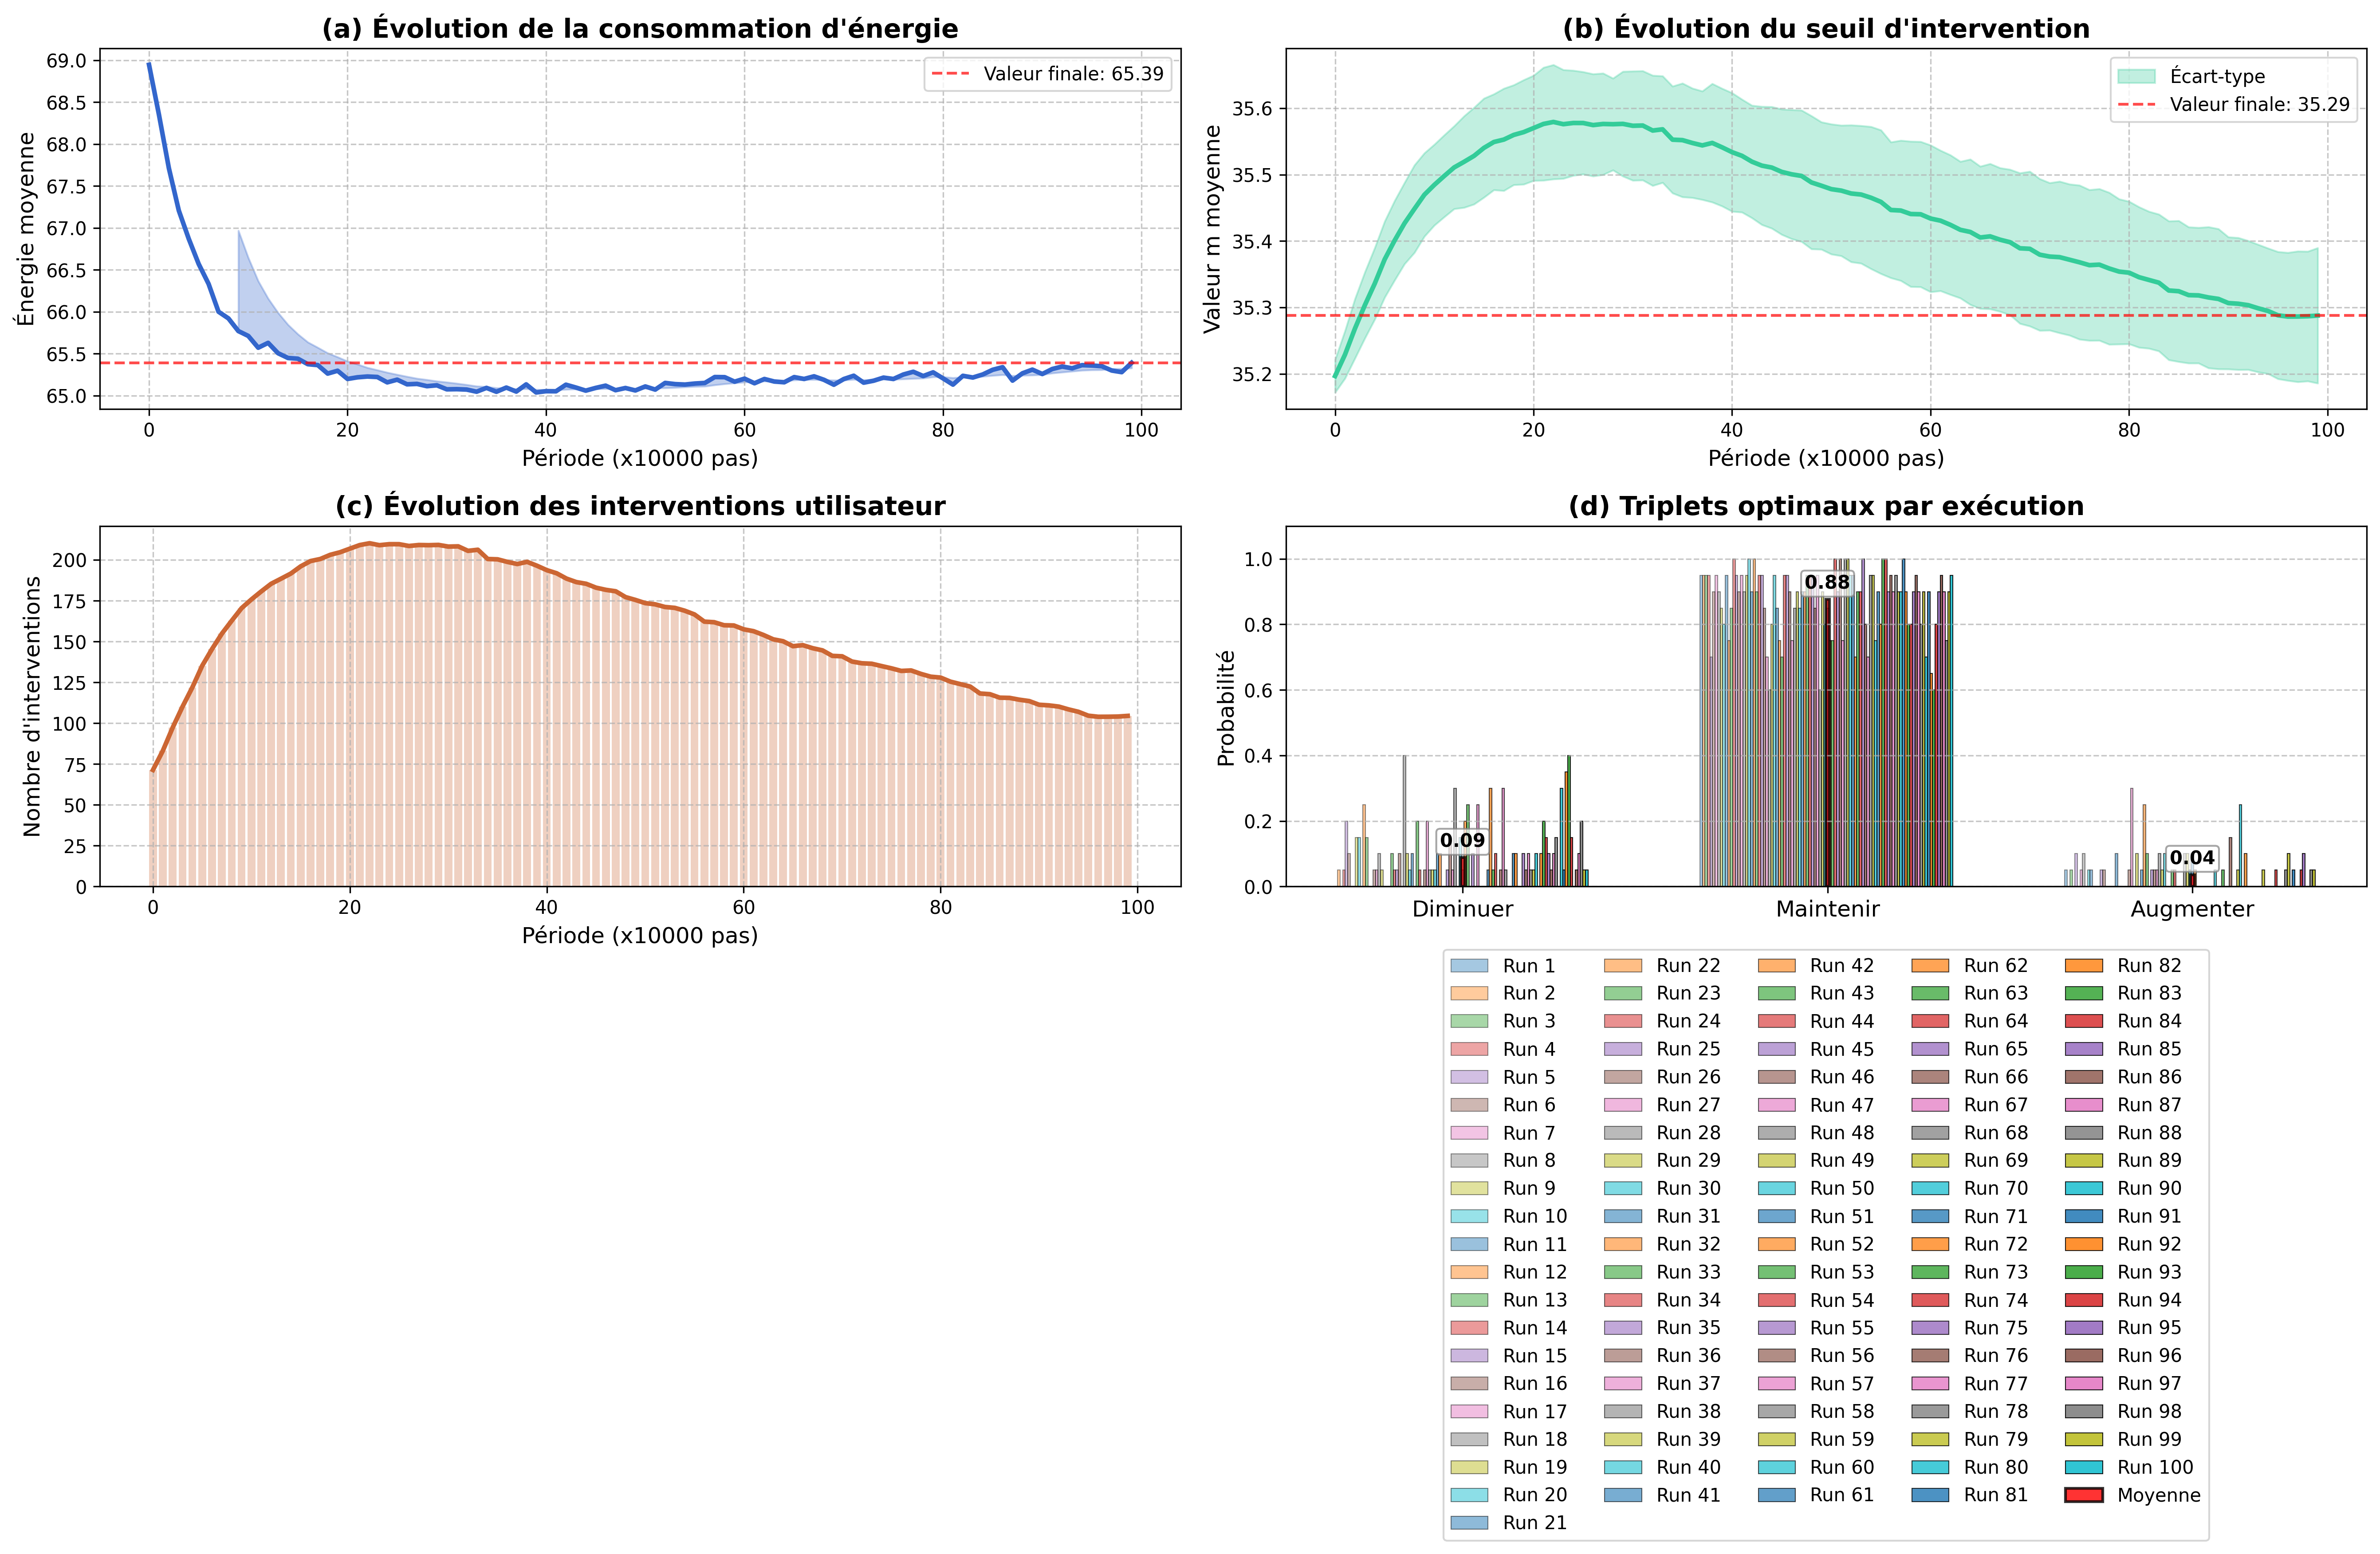 (a) Évolution de la consommation d'énergie
Énergie moyenne
69.0
68.5
68.0
67.5
67.0
66.5
66.0
65.5
65.0
Valeur finale: 65.39
0 20 40 60 80 100
Période (x10000 pas)
(b) Évolution du seuil d'intervention
Valeur m moyenne
35.6
35.5
35.4
35.3
35.2
Écart-type
Valeur finale: 35.29
0 20 40 60 80 100
Période (x10000 pas)
(c) Évolution des interventions utilisateur
Nombre d'interventions
200
175
150
125
100
75
50
25
0
0 20 40 60 80 100
Période (x10000 pas)
(d) Triplets optimaux par exécution
Probabilité
1.0
0.8
0.6
0.4
0.2
0.0
0.09
0.88
0.04
Diminuer Maintenir Augmenter
Run 1 Run 22 Run 42 Run 62 Run 82
Run 2 Run 23 Run 43 Run 63 Run 83
Run 3 Run 24 Run 44 Run 64 Run 84
Run 4 Run 25 Run 45 Run 65 Run 85
Run 5 Run 26 Run 46 Run 66 Run 86
Run 6 Run 27 Run 47 Run 67 Run 87
Run 7 Run 28 Run 48 Run 68 Run 88
Run 8 Run 29 Run 49 Run 69 Run 89
Run 9 Run 30 Run 50 Run 70 Run 90
Run 10 Run 31 Run 51 Run 71 Run 91
Run 11 Run 32 Run 52 Run 72 Run 92
Run 12 Run 33 Run 53 Run 73 Run 93
Run 13 Run 34 Run 54 Run 74 Run 94
Run 14 Run 35 Run 55 Run 75 Run 95
Run 15 Run 36 Run 56 Run 76 Run 96
Run 16 Run 37 Run 57 Run 77 Run 97
Run 17 Run 38 Run 58 Run 78 Run 98
Run 18 Run 39 Run 59 Run 79 Run 99
Run 19 Run 40 Run 60 Run 80 Run 100
Run 20 Run 41 Run 61 Run 81 Moyenne
Run 21